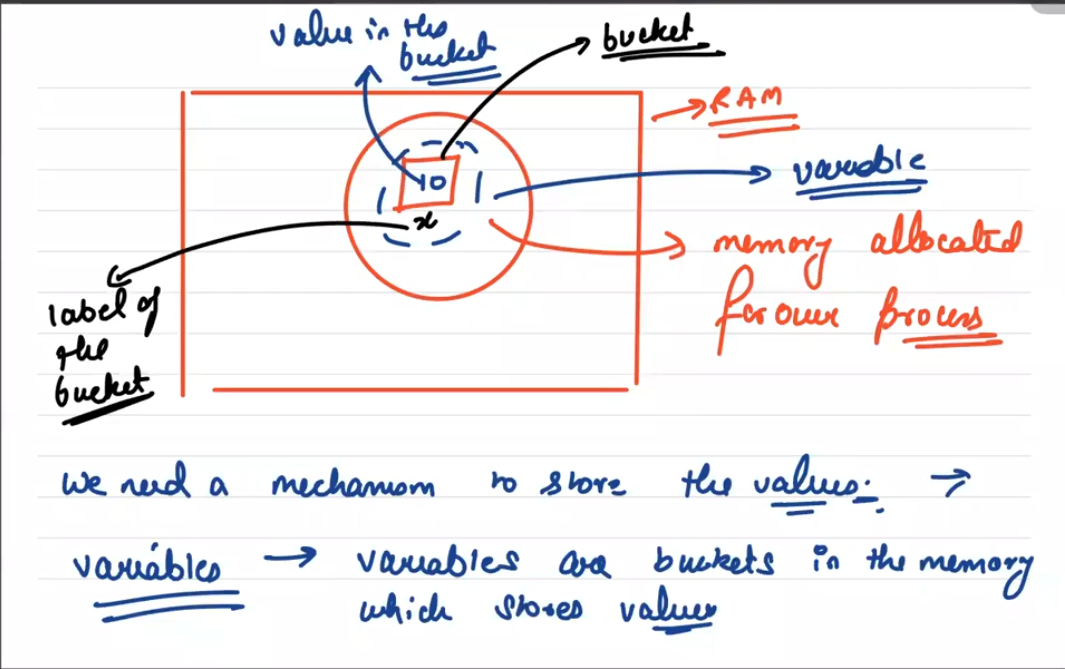 value in the
bucket
bucket
RAM
10
variable
x
memory allocated
for our process
label of
the
bucket
We need a mechanism to store the values. →
variables → variables are buckets in the memory
which stores values